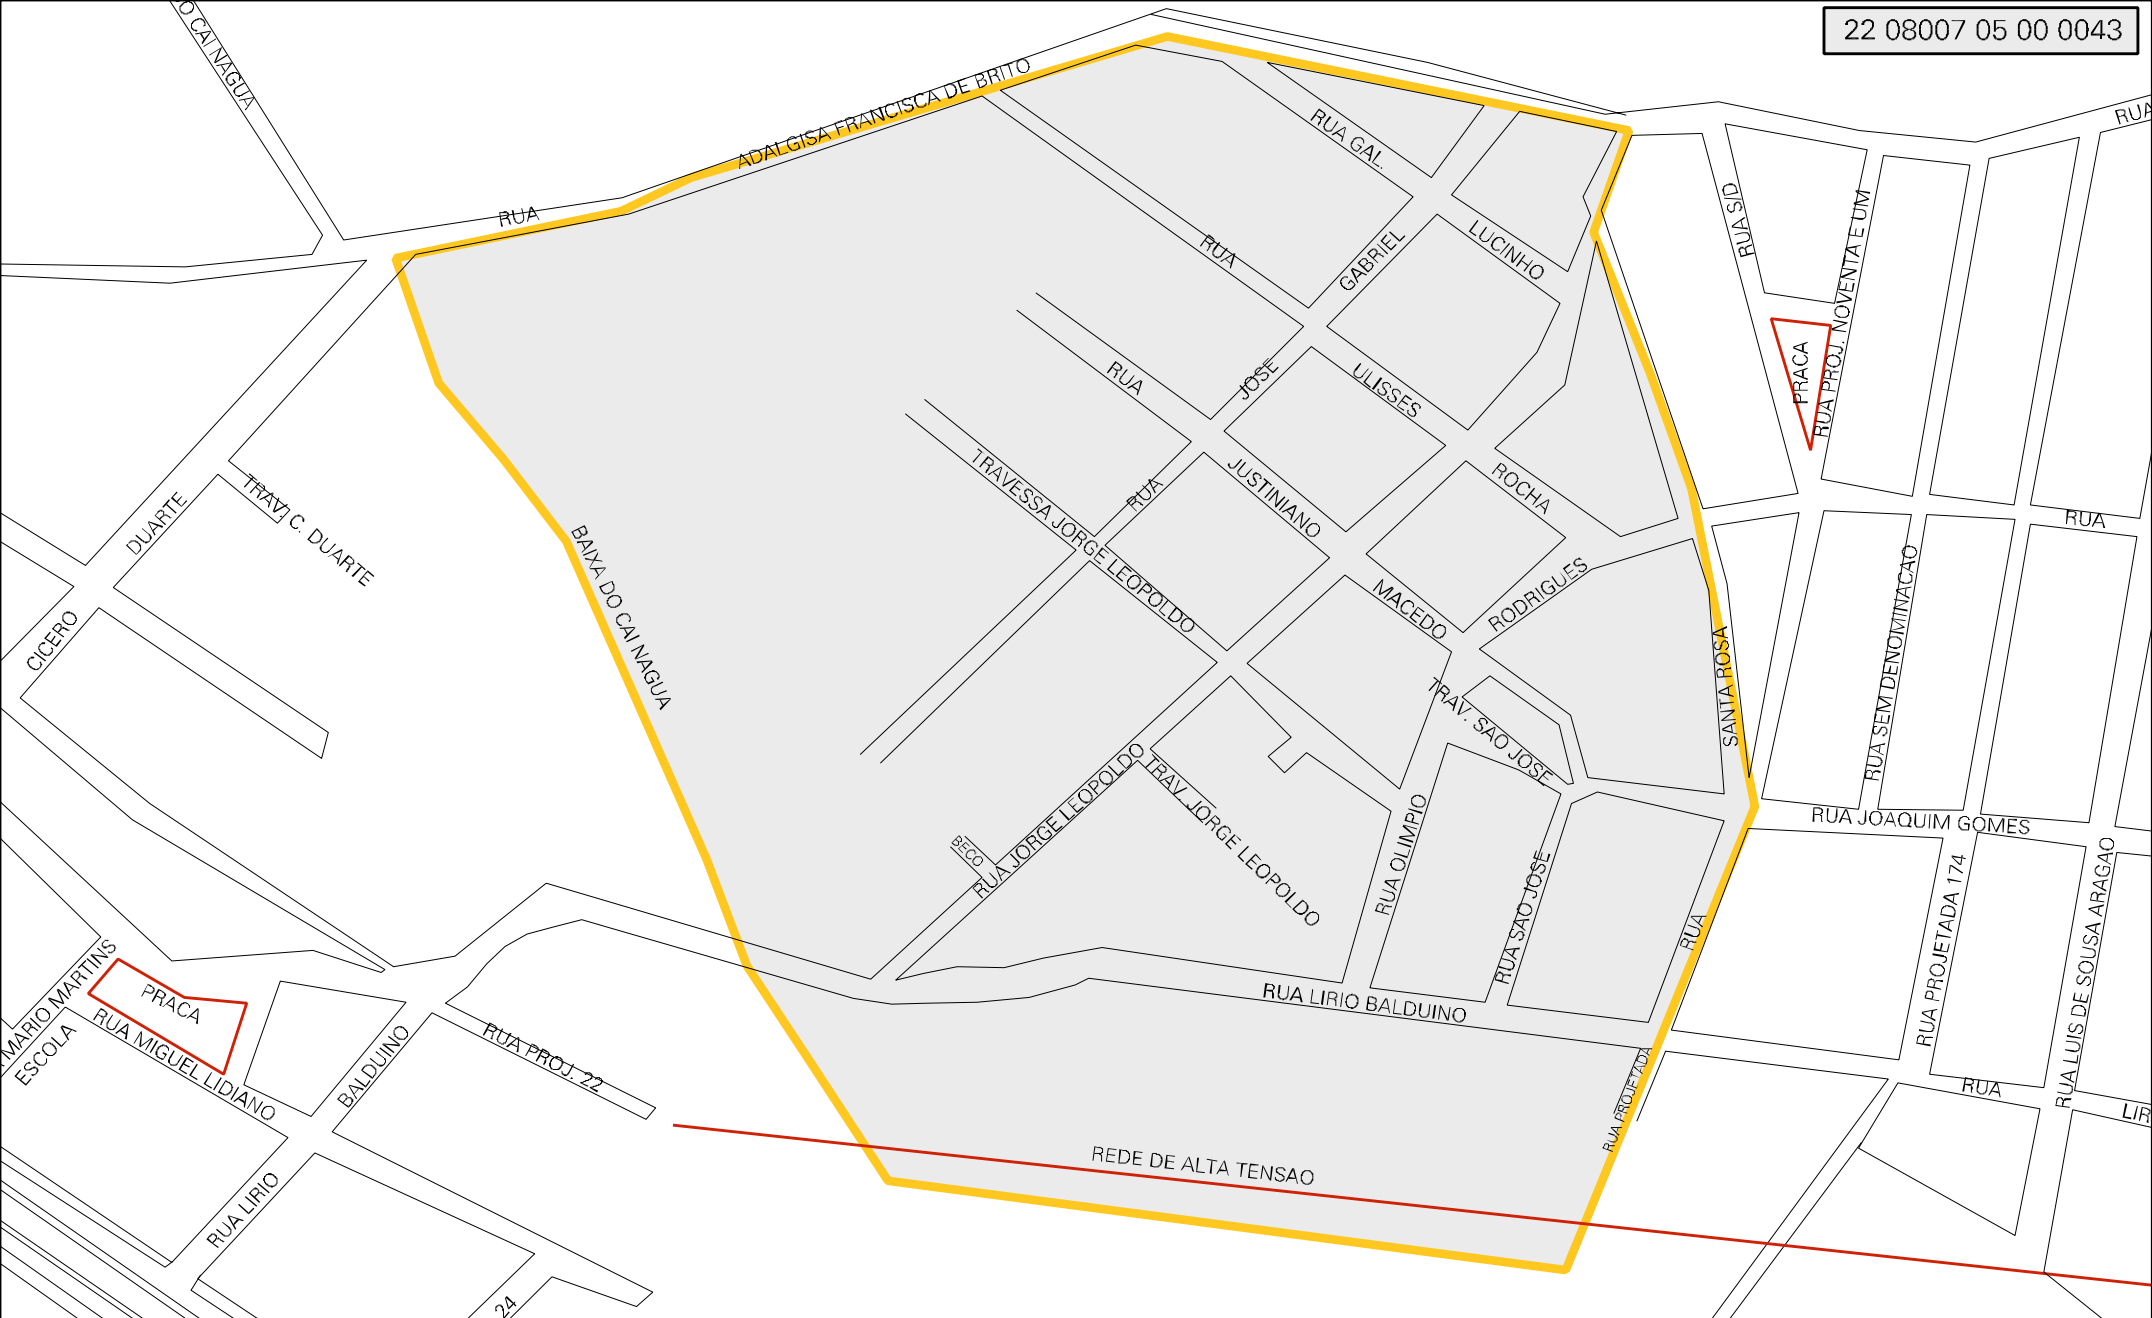 22 08007 05 00 0043
O CAI NAGUA
ADALGISA FRANCISCA DE BRITO
RUA
RUA GAL.
LUCINHO
RUA
GABRIEL
RUA S/D
RUA PROJ. NOVENTA E UM
RUA
PRACA
RUA
JOSE
ULISSES
TRAVESSA JORGE LEOPOLDO
RUA
JUSTINIANO
ROCHA
RUA
DUARTE
TRAV. C. DUARTE
BAIXA DO CAI NAGUA
CICERO
MACEDO
RODRIGUES
SANTA ROSA
RUA SEM DENOMINACAO
TRAV. SAO JOSE
RUA JORGE LEOPOLDO
TRAV. JORGE LEOPOLDO
BECO
RUA OLIMPIO
RUA SAO JOSE
RUA
RUA JOAQUIM GOMES
RUA PROJETADA 174
RUA LUIS DE SOUSA ARAGAO
MARIO MARTINS
ESCOLA
PRACA
RUA MIGUEL LIDIANO
BALDUINO
RUA PROJ. 22
RUA LIRIO BALDUINO
RUA PROJETADA
RUA
LIR
REDE DE ALTA TENSAO
RUA LIRIO
24